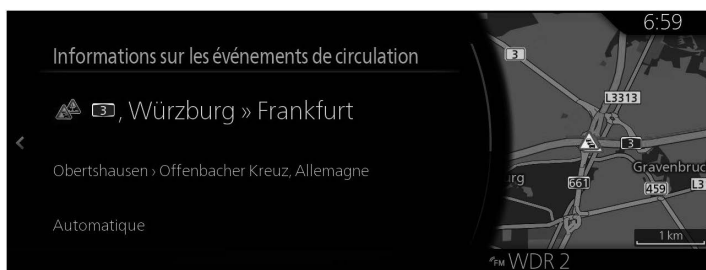 6:59
Informations sur les événements de circulation
3, Würzburg » Frankfurt
Obertshausen › Offenbacher Kreuz, Allemagne
Automatique
3
L3313
3
Gravenbruc
rg
661
459
L3
1 km
FM WDR 2